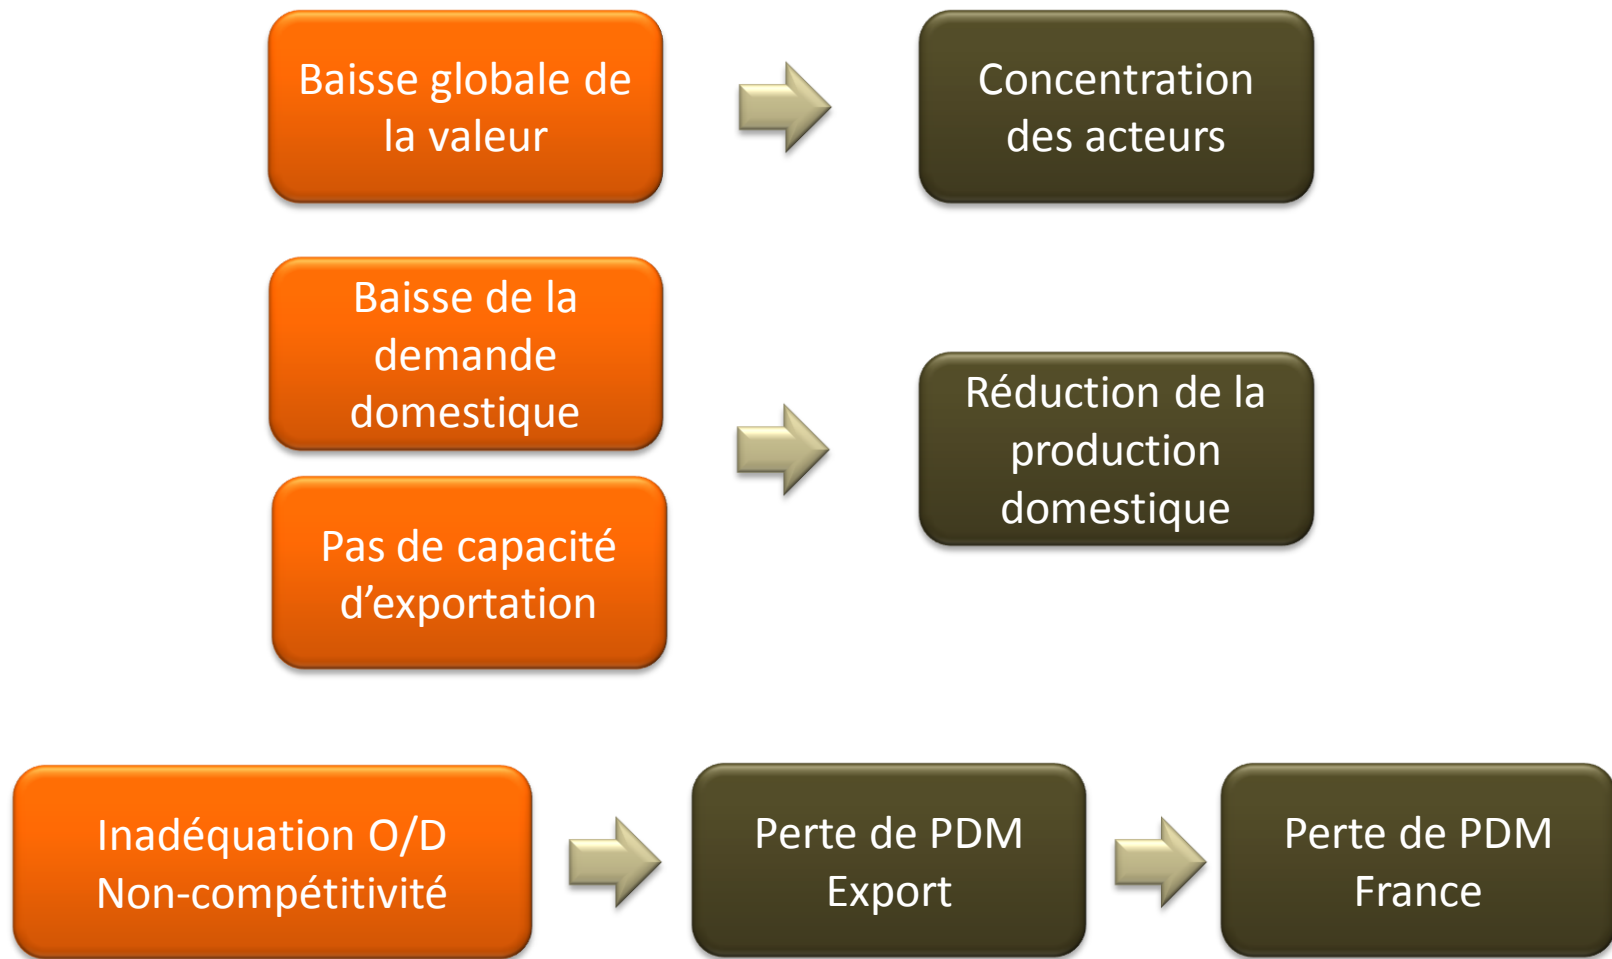 Baisse globale de
la valeur
Concentration
des acteurs
Baisse de la
demande
domestique
Pas de capacité
d’exportation
Réduction de la
production
domestique
Inadéquation O/D
Non-compétitivité
Perte de PDM
Export
Perte de PDM
France